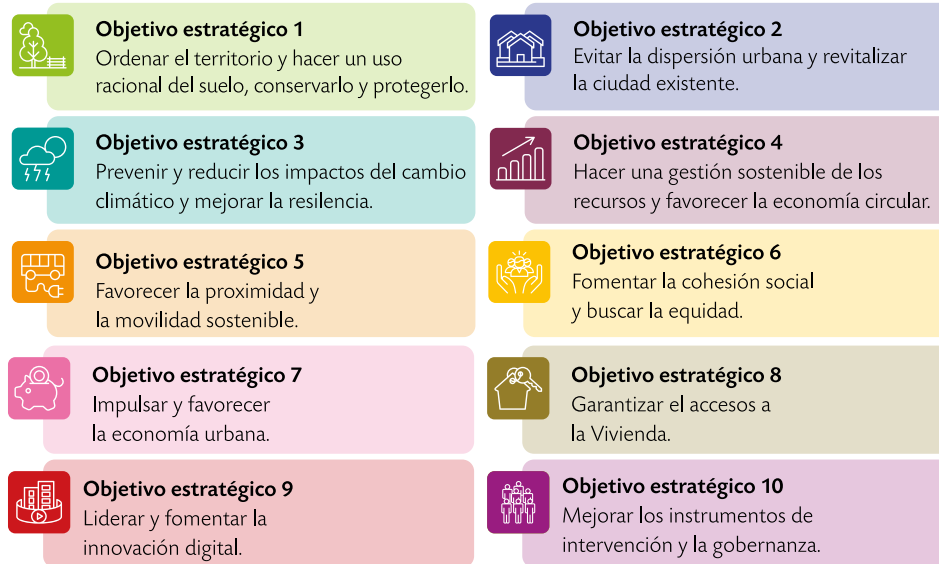 Objetivo estratégico 1
Ordenar el territorio y hacer un uso
racional del suelo, conservarlo y protegerlo.
Objetivo estratégico 2
Evitar la dispersión urbana y revitalizar
la ciudad existente.
Objetivo estratégico 3
Prevenir y reducir los impactos del cambio
climático y mejorar la resilencia.
Objetivo estratégico 4
Hacer una gestión sostenible de los
recursos y favorecer la economía circular.
Objetivo estratégico 5
Favorecer la proximidad y
la movilidad sostenible.
Objetivo estratégico 6
Fomentar la cohesión social
y buscar la equidad.
Objetivo estratégico 7
Impulsar y favorecer
la economía urbana.
Objetivo estratégico 8
Garantizar el accesos a
la Vivienda.
Objetivo estratégico 9
Liderar y fomentar la
innovación digital.
Objetivo estratégico 10
Mejorar los instrumentos de
intervención y la gobernanza.